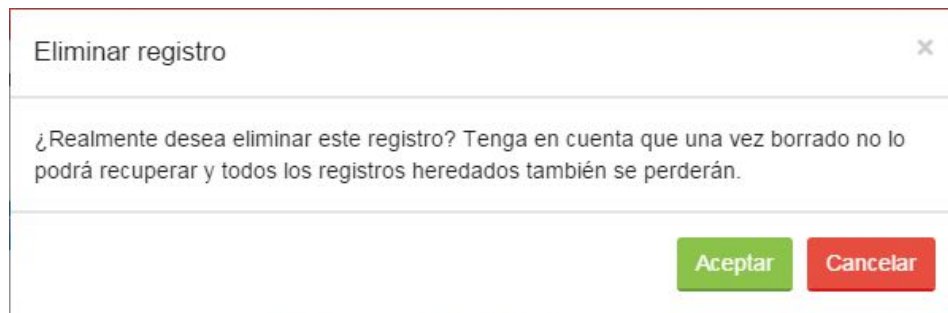 Eliminar registro
¿Realmente desea eliminar este registro? Tenga en cuenta que una vez borrado no lo
podrá recuperar y todos los registros heredados también se perderán.
Aceptar Cancelar